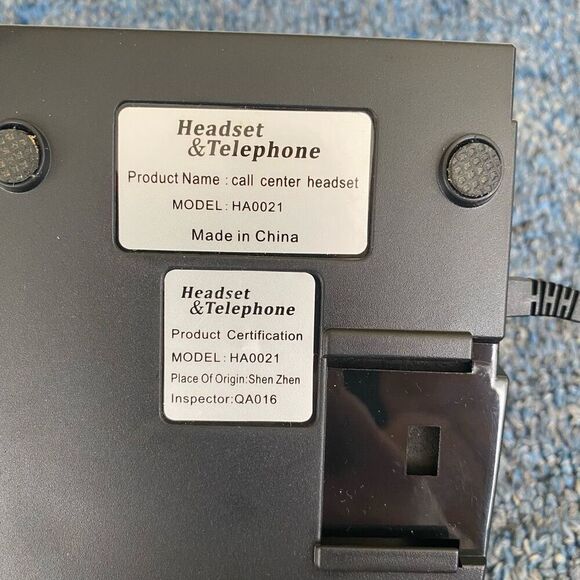 Headset
&Telephone
Product Name : call center headset
MODEL: HA0021
Made in China
Headset
&Telephone
Product Certification
MODEL: HA0021
Place Of Origin:Shen Zhen
Inspector:QA016